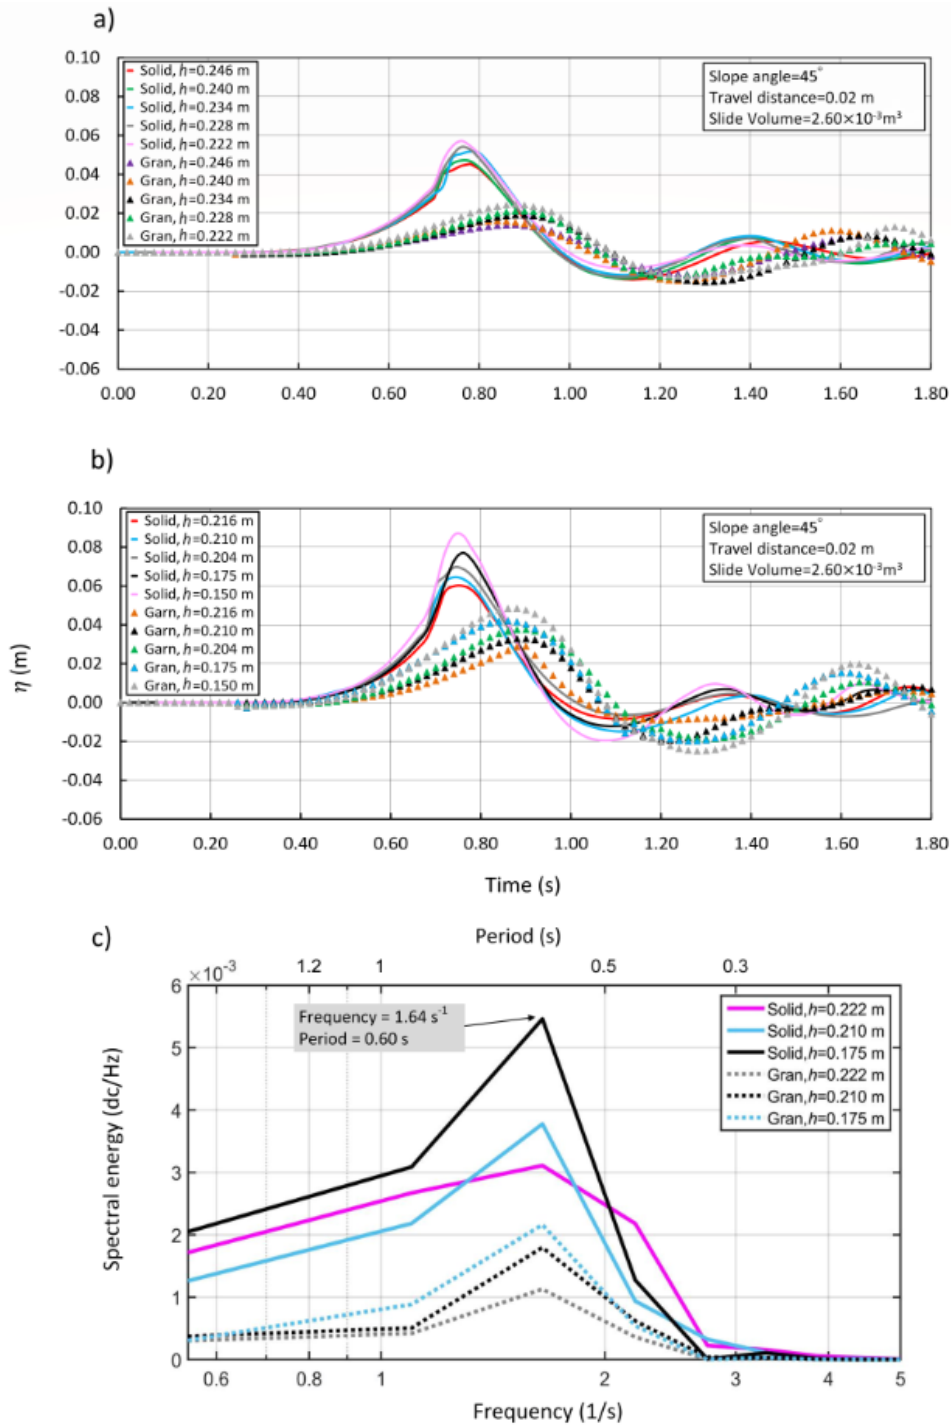 a)
0.10
0.08
0.06
0.04
0.02
0.00
-0.02
-0.04
-0.06
Solid, h=0.246 m
Solid, h=0.240 m
Solid, h=0.234 m
Solid, h=0.228 m
Solid, h=0.222 m
Gran, h=0.246 m
Gran, h=0.240 m
Gran, h=0.234 m
Gran, h=0.228 m
Gran, h=0.222 m
Slope angle=45°
Travel distance=0.02 m
Slide Volume=2.60×10⁻³m³
0.00 0.20 0.40 0.60 0.80 1.00 1.20 1.40 1.60 1.80
b)
η (m)
0.10
0.08
0.06
0.04
0.02
0.00
-0.02
-0.04
-0.06
Solid, h=0.216 m
Solid, h=0.210 m
Solid, h=0.204 m
Solid, h=0.175 m
Solid, h=0.150 m
Garn, h=0.216 m
Garn, h=0.210 m
Garn, h=0.204 m
Gran, h=0.175 m
Gran, h=0.150 m
Slope angle=45°
Travel distance=0.02 m
Slide Volume=2.60×10⁻³m³
0.00 0.20 0.40 0.60 0.80 1.00 1.20 1.40 1.60 1.80
Time (s)
c)
Period (s)
1.2 1 0.5 0.3
×10⁻³
Spectral energy (dc/Hz)
6
5
4
3
2
1
0
Frequency = 1.64 s⁻¹
Period = 0.60 s
Solid,h=0.222 m
Solid,h=0.210 m
Solid,h=0.175 m
Gran,h=0.222 m
Gran,h=0.210 m
Gran,h=0.175 m
0.6 0.8 1 2 3 4 5
Frequency (1/s)